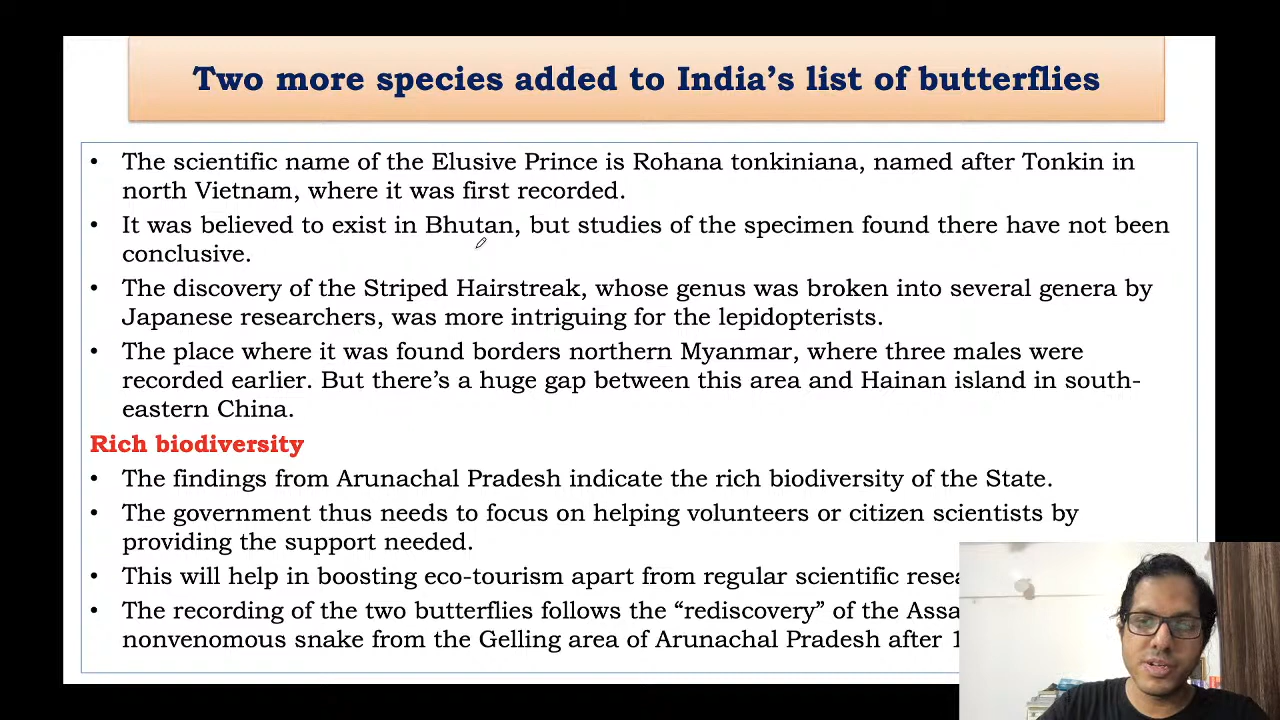 Two more species added to India's list of butterflies
• The scientific name of the Elusive Prince is Rohana tonkiniana, named after Tonkin in
north Vietnam, where it was first recorded.
• It was believed to exist in Bhutan, but studies of the specimen found there have not been
conclusive.
• The discovery of the Striped Hairstreak, whose genus was broken into several genera by
Japanese researchers, was more intriguing for the lepidopterists.
• The place where it was found borders northern Myanmar, where three males were
recorded earlier. But there's a huge gap between this area and Hainan island in south-
eastern China.
Rich biodiversity
• The findings from Arunachal Pradesh indicate the rich biodiversity of the State.
• The government thus needs to focus on helping volunteers or citizen scientists by
providing the support needed.
• This will help in boosting eco-tourism apart from regular scientific
• The recording of the two butterflies follows the “rediscovery” of the
nonvenomous snake from the Gelling area of Arunachal Pradesh after